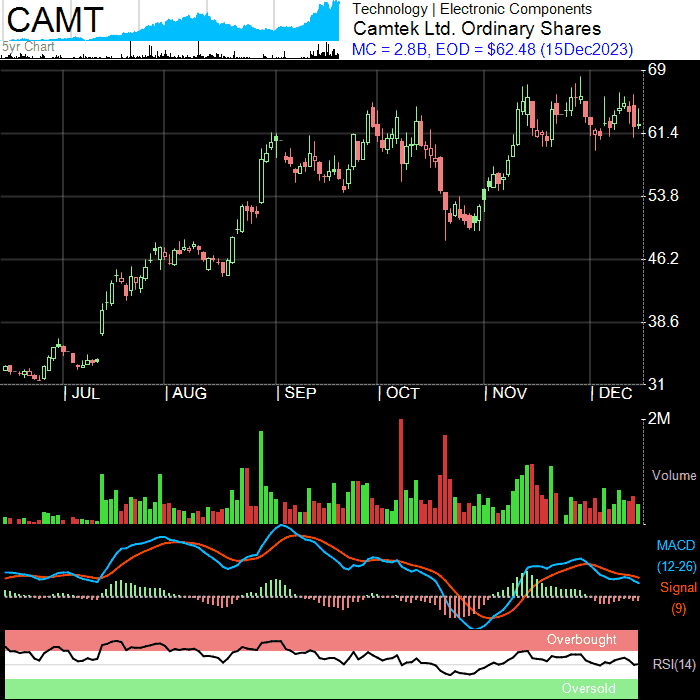 CAMT
5yr Chart
Technology | Electronic Components
Camtek Ltd. Ordinary Shares
MC = 2.8B, EOD = $62.48 (15Dec2023)
69
61.4
53.8
46.2
38.6
31
| JUL | AUG | SEP | OCT | NOV | DEC
2M
Volume
MACD
(12-26)
Signal
(9)
Overbought
RSI(14)
Oversold